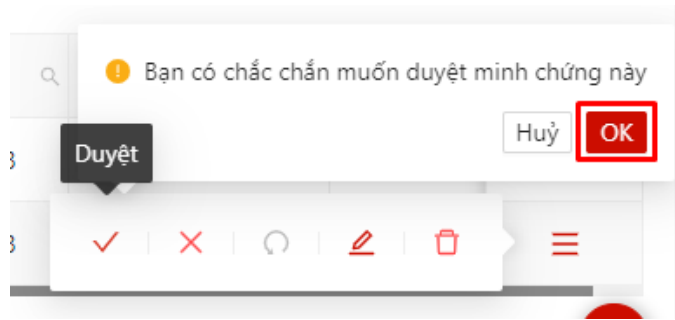 Bạn có chắc chắn muốn duyệt minh chứng này
Huỷ OK
Duyệt